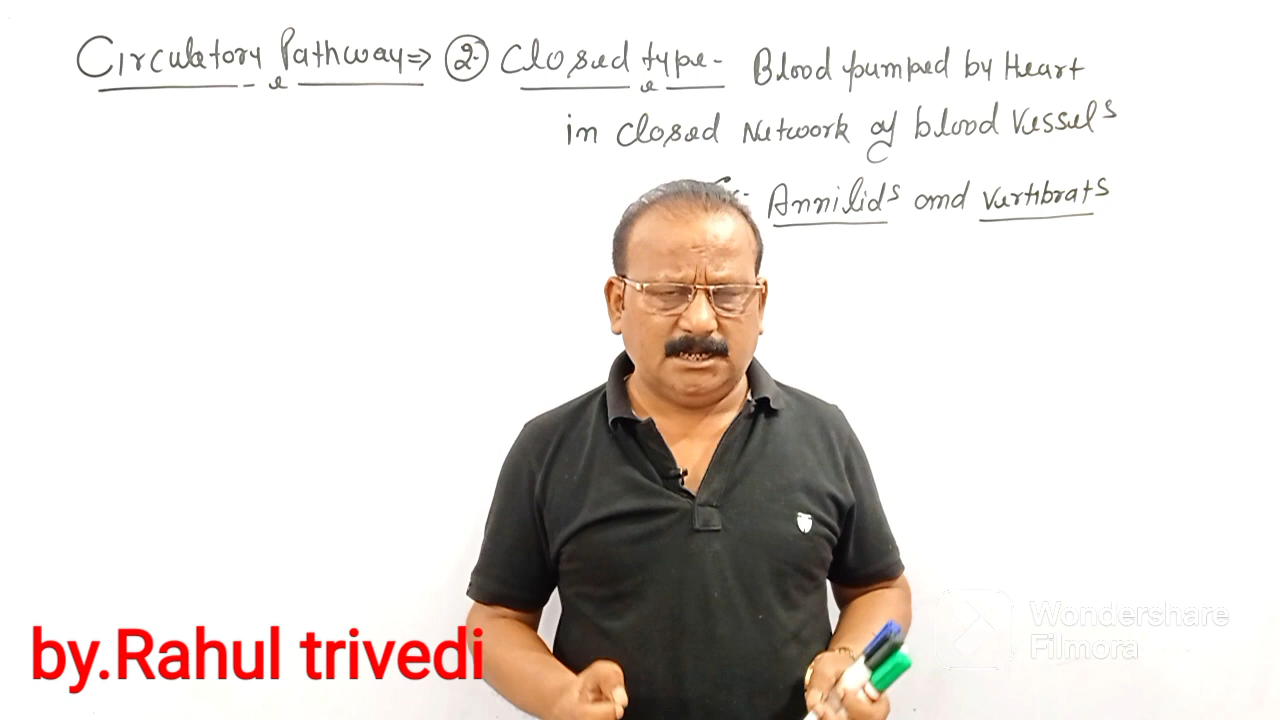 Circulatory Pathway⇒ ② Closed type- Blood pumped by Heart
in closed Network of blood vessels
Annilids and Vertibrats
by.Rahul trivedi
Wondershare
Filmora